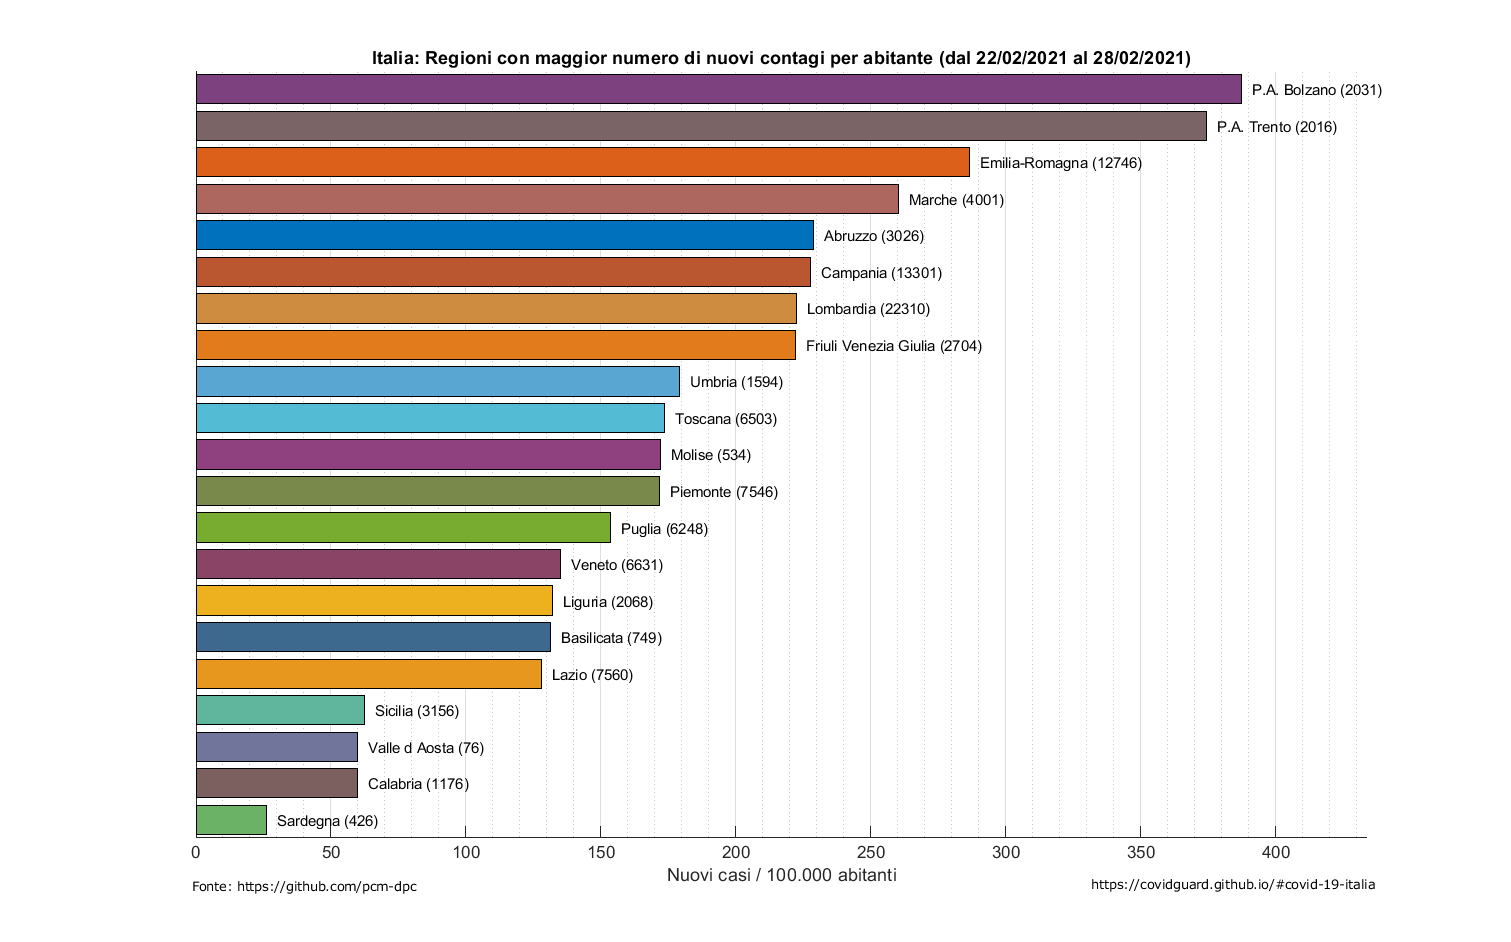 Italia: Regioni con maggior numero di nuovi contagi per abitante (dal 22/02/2021 al 28/02/2021)
P.A. Bolzano (2031)
P.A. Trento (2016)
Emilia-Romagna (12746)
Marche (4001)
Abruzzo (3026)
Campania (13301)
Lombardia (22310)
Friuli Venezia Giulia (2704)
Umbria (1594)
Toscana (6503)
Molise (534)
Piemonte (7546)
Puglia (6248)
Veneto (6631)
Liguria (2068)
Basilicata (749)
Lazio (7560)
Sicilia (3156)
Valle d Aosta (76)
Calabria (1176)
Sardegna (426)
0 50 100 150 200 250 300 350 400
Nuovi casi / 100.000 abitanti
Fonte: https://github.com/pcm-dpc
https://covidguard.github.io/#covid-19-italia